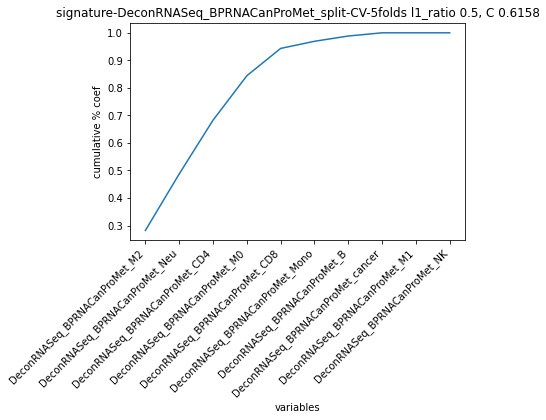 signature-DeconRNASeq_BPRNACanProMet_split-CV-5folds l1_ratio 0.5, C 0.6158
1.0
0.9
0.8
0.7
0.6
0.5
0.4
0.3
cumulative % coef
DeconRNASeq_BPRNACanProMet_M2
DeconRNASeq_BPRNACanProMet_Neu
DeconRNASeq_BPRNACanProMet_CD4
DeconRNASeq_BPRNACanProMet_M0
DeconRNASeq_BPRNACanProMet_CD8
DeconRNASeq_BPRNACanProMet_Mono
DeconRNASeq_BPRNACanProMet_B
DeconRNASeq_BPRNACanProMet_cancer
DeconRNASeq_BPRNACanProMet_M1
DeconRNASeq_BPRNACanProMet_NK
variables